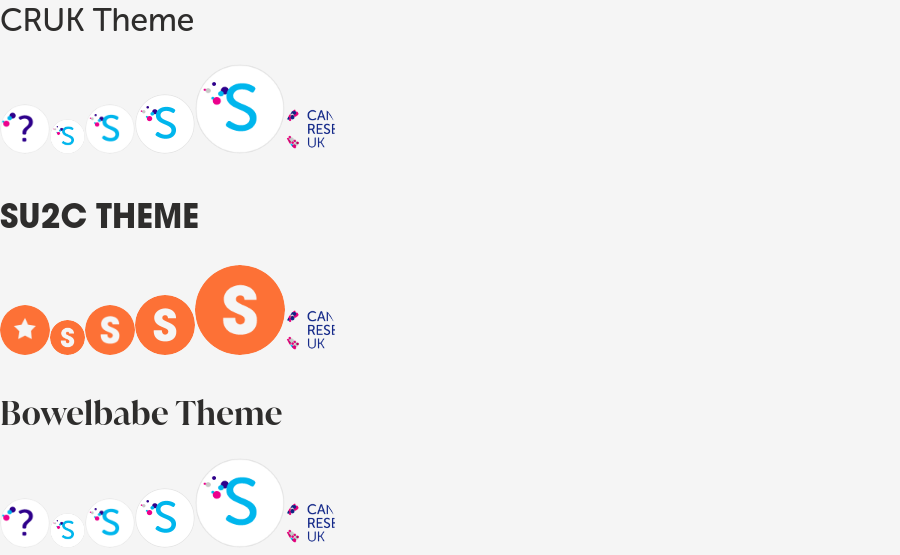 CRUK Theme
? S S S S CAN
RESE
UK
SU2C THEME
S S S S CAN
RESE
UK
Bowelbabe Theme
? S S S S CAN
RESE
UK